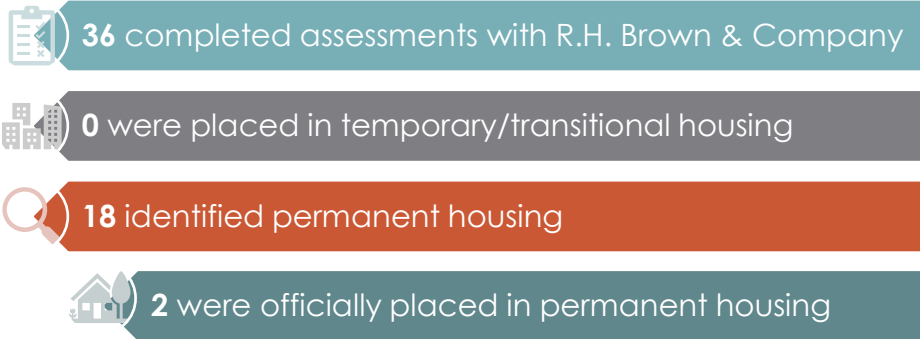 36 completed assessments with R.H. Brown & Company
0 were placed in temporary/transitional housing
18 identified permanent housing
2 were officially placed in permanent housing